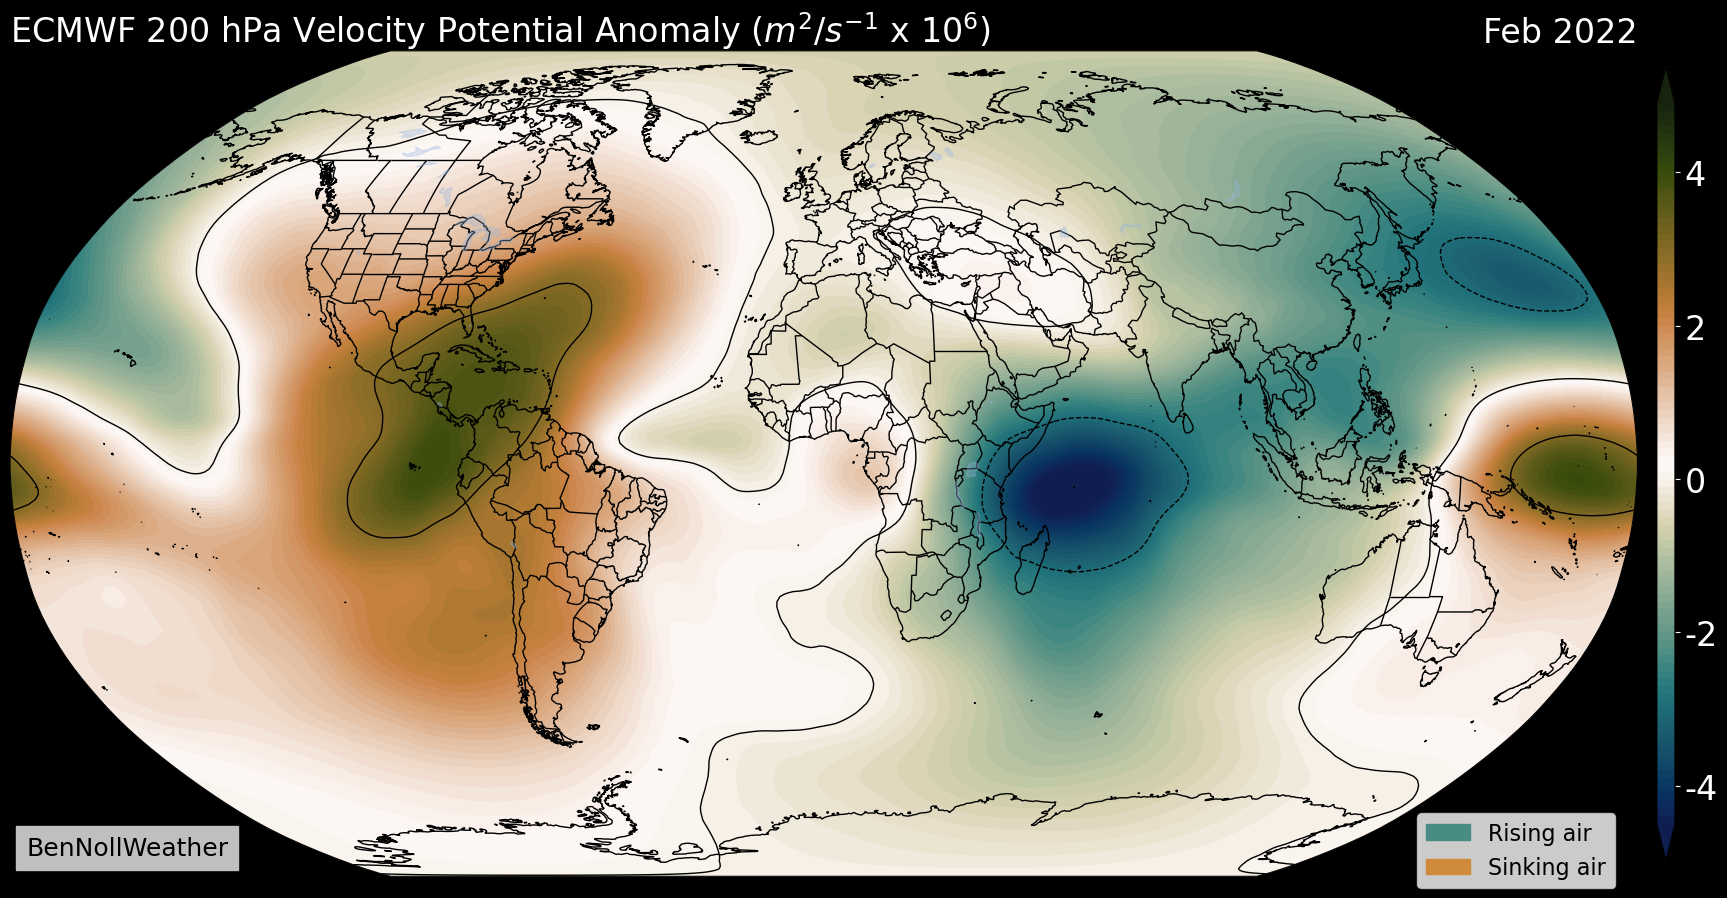 ECMWF 200 hPa Velocity Potential Anomaly (m²/s⁻¹ x 10⁶)
Feb 2022
4
2
0
-2
-4
BenNollWeather
Rising air
Sinking air